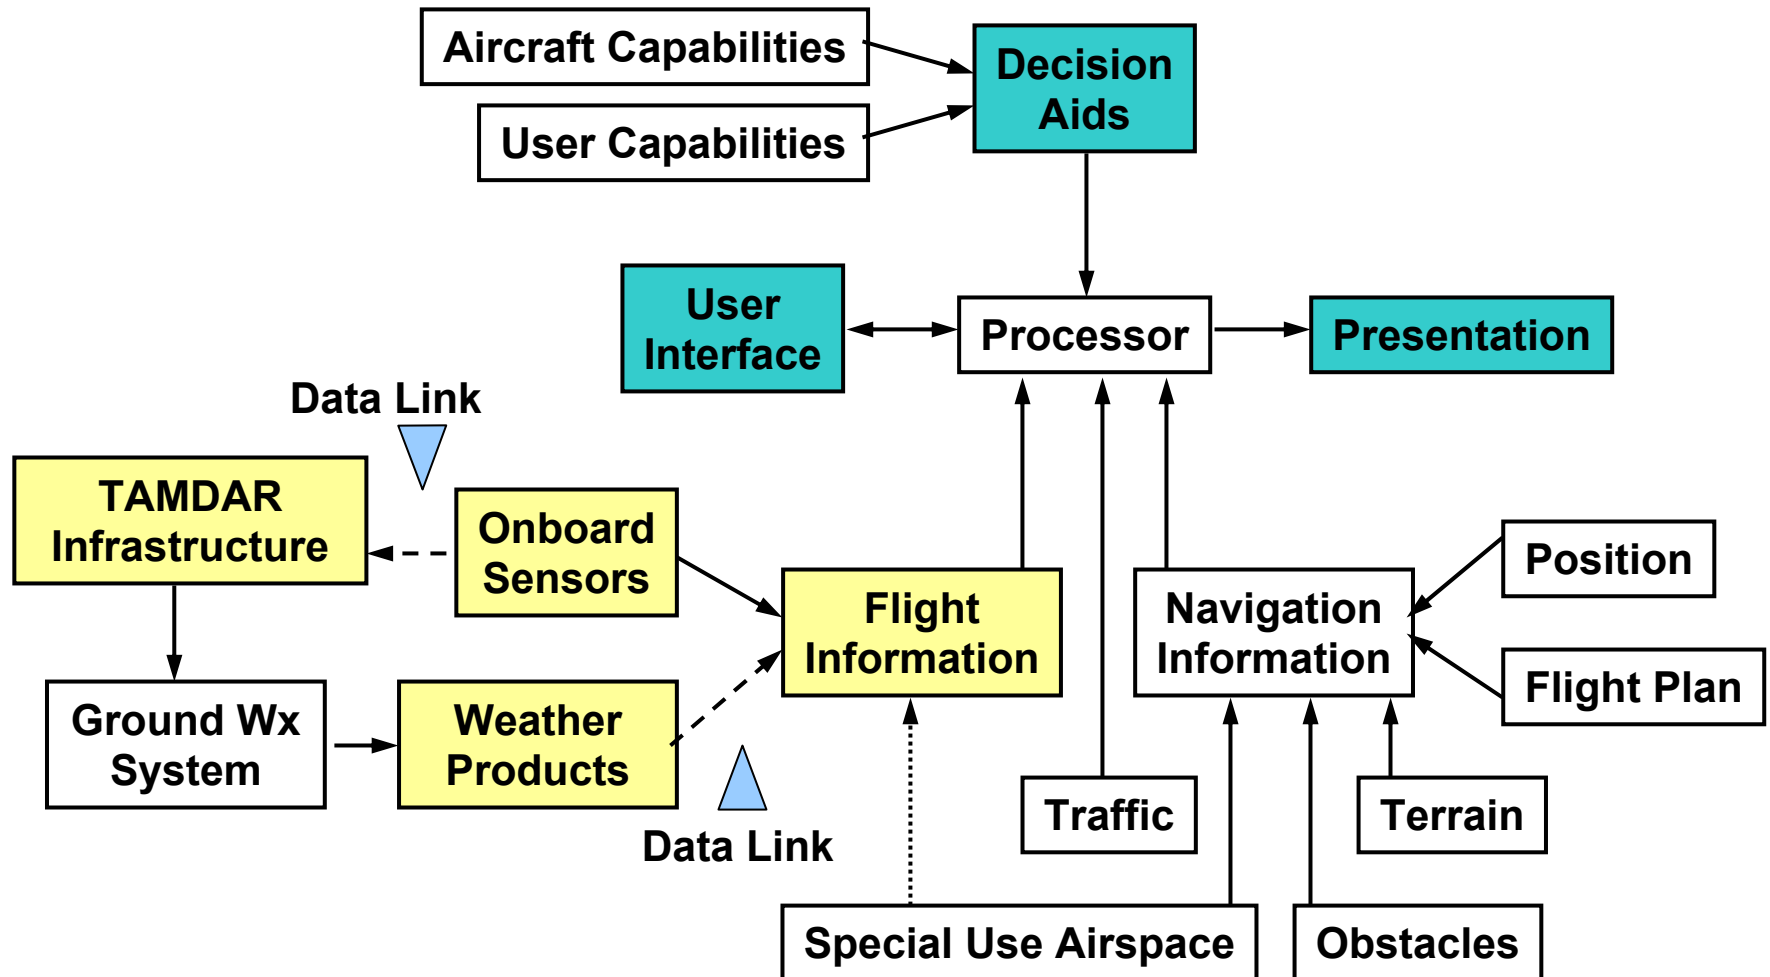 Aircraft Capabilities
Decision
Aids
User Capabilities
User
Interface
Processor
Presentation
Data Link
TAMDAR
Infrastructure
Onboard
Sensors
Flight
Information
Navigation
Information
Position
Flight Plan
Ground Wx
System
Weather
Products
Data Link
Traffic
Terrain
Special Use Airspace
Obstacles